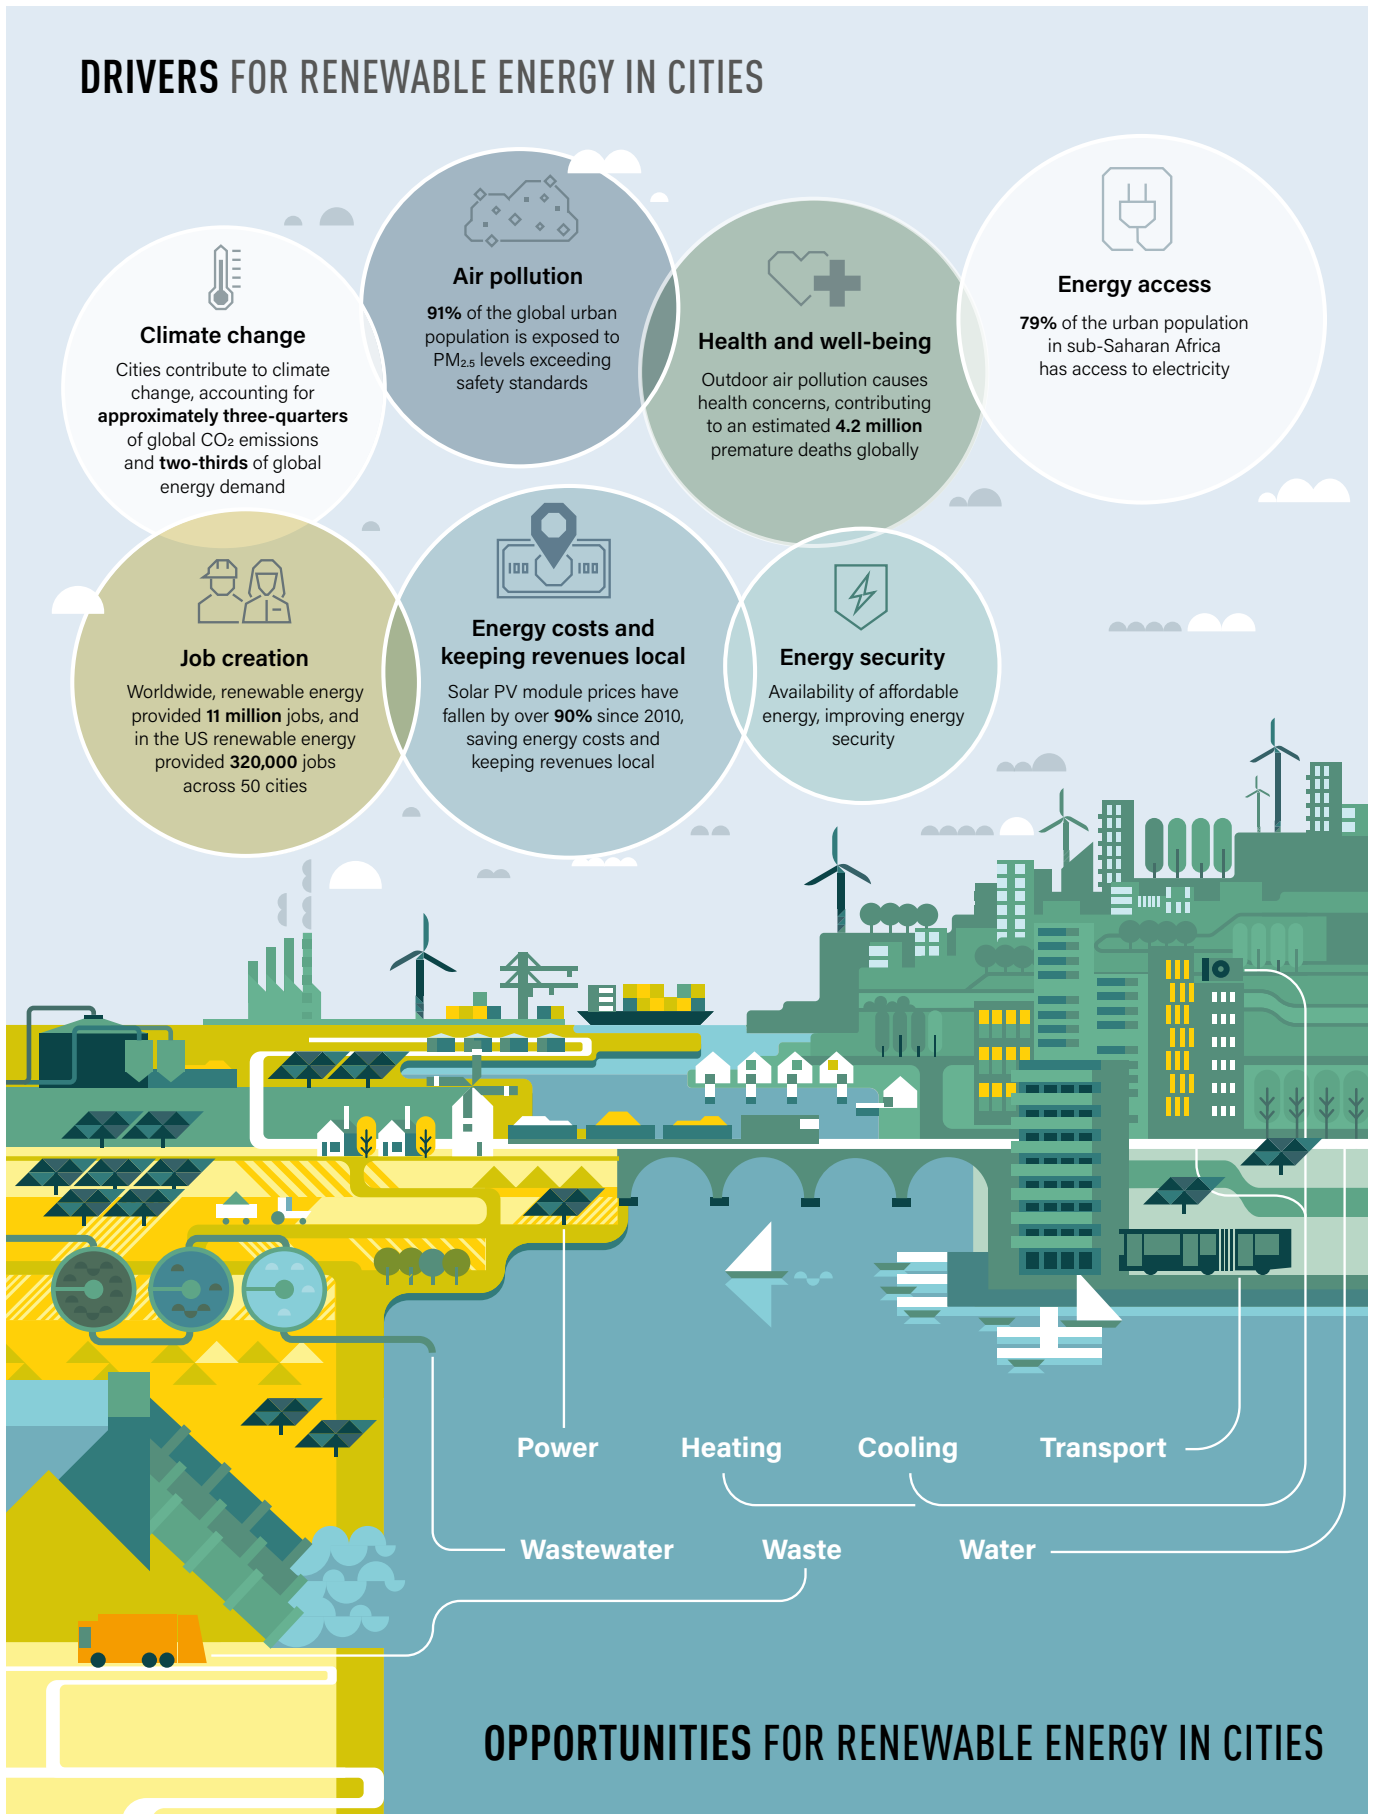 DRIVERS FOR RENEWABLE ENERGY IN CITIES
Climate change
Cities contribute to climate
change, accounting for
approximately three-quarters
of global CO₂ emissions
and two-thirds of global
energy demand
Air pollution
91% of the global urban
population is exposed to
PM₂.₅ levels exceeding
safety standards
Health and well-being
Outdoor air pollution causes
health concerns, contributing
to an estimated 4.2 million
premature deaths globally
Energy access
79% of the urban population
in sub-Saharan Africa
has access to electricity
Job creation
Worldwide, renewable energy
provided 11 million jobs, and
in the US renewable energy
provided 320,000 jobs
across 50 cities
100 100
Energy costs and
keeping revenues local
Solar PV module prices have
fallen by over 90% since 2010,
saving energy costs and
keeping revenues local
Energy security
Availability of affordable
energy, improving energy
security
Power
Heating
Cooling
Transport
Wastewater
Waste
Water
OPPORTUNITIES FOR RENEWABLE ENERGY IN CITIES